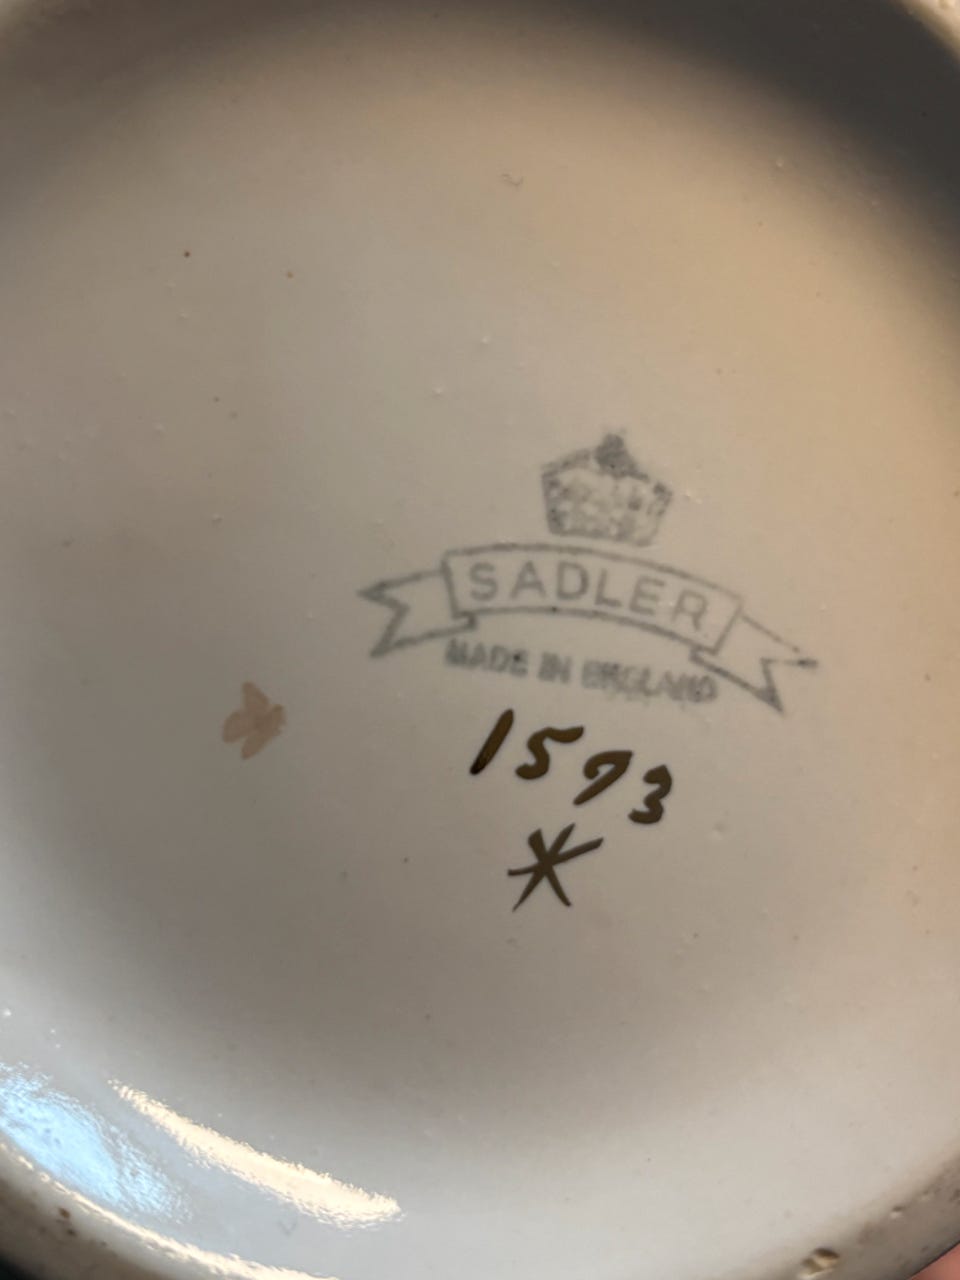 SADLER
MADE IN ENGLAND
1573
*